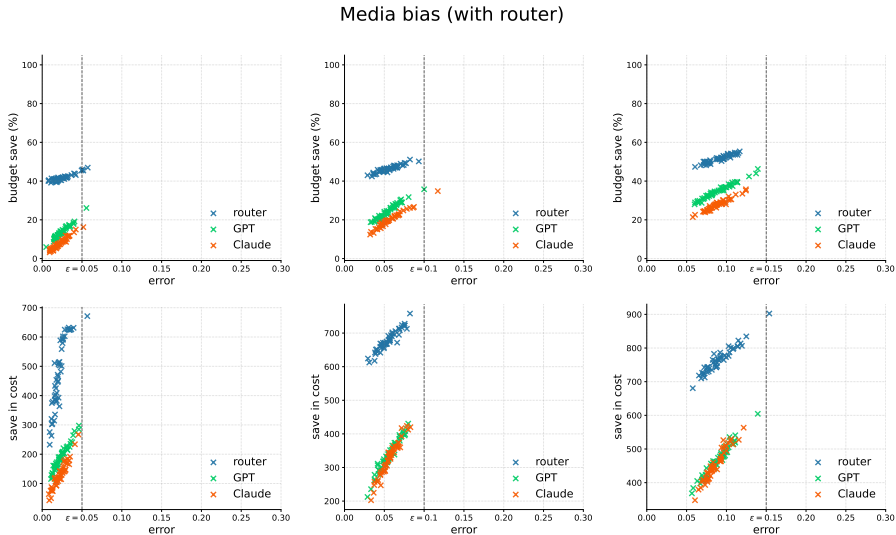 Media bias (with router)
budget save (%)
100
80
60
40
20
0
0.00
ε = 0.05
0.10
0.15
0.20
0.25
0.30
error
router
GPT
Claude
budget save (%)
100
80
60
40
20
0
0.00
0.05
ε = 0.1
0.15
0.20
0.25
0.30
error
router
GPT
Claude
budget save (%)
100
80
60
40
20
0
0.00
0.05
0.10
ε = 0.15
0.20
0.25
0.30
error
router
GPT
Claude
save in cost
700
600
500
400
300
200
100
0.00
ε = 0.05
0.10
0.15
0.20
0.25
0.30
error
router
GPT
Claude
save in cost
700
600
500
400
300
200
0.00
0.05
ε = 0.1
0.15
0.20
0.25
0.30
error
router
GPT
Claude
save in cost
900
800
700
600
500
400
0.00
0.05
0.10
ε = 0.15
0.20
0.25
0.30
error
router
GPT
Claude